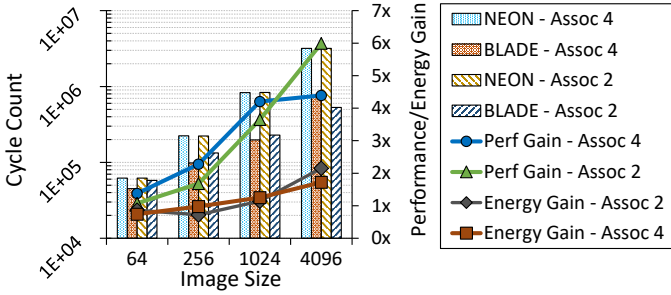 Cycle Count
1E+07
1E+06
1E+05
1E+04
64 256 1024 4096
Image Size
7x
6x
5x
4x
3x
2x
1x
0x
Performance/Energy Gain
NEON - Assoc 4
BLADE - Assoc 4
NEON - Assoc 2
BLADE - Assoc 2
Perf Gain - Assoc 4
Perf Gain - Assoc 2
Energy Gain - Assoc 2
Energy Gain - Assoc 4